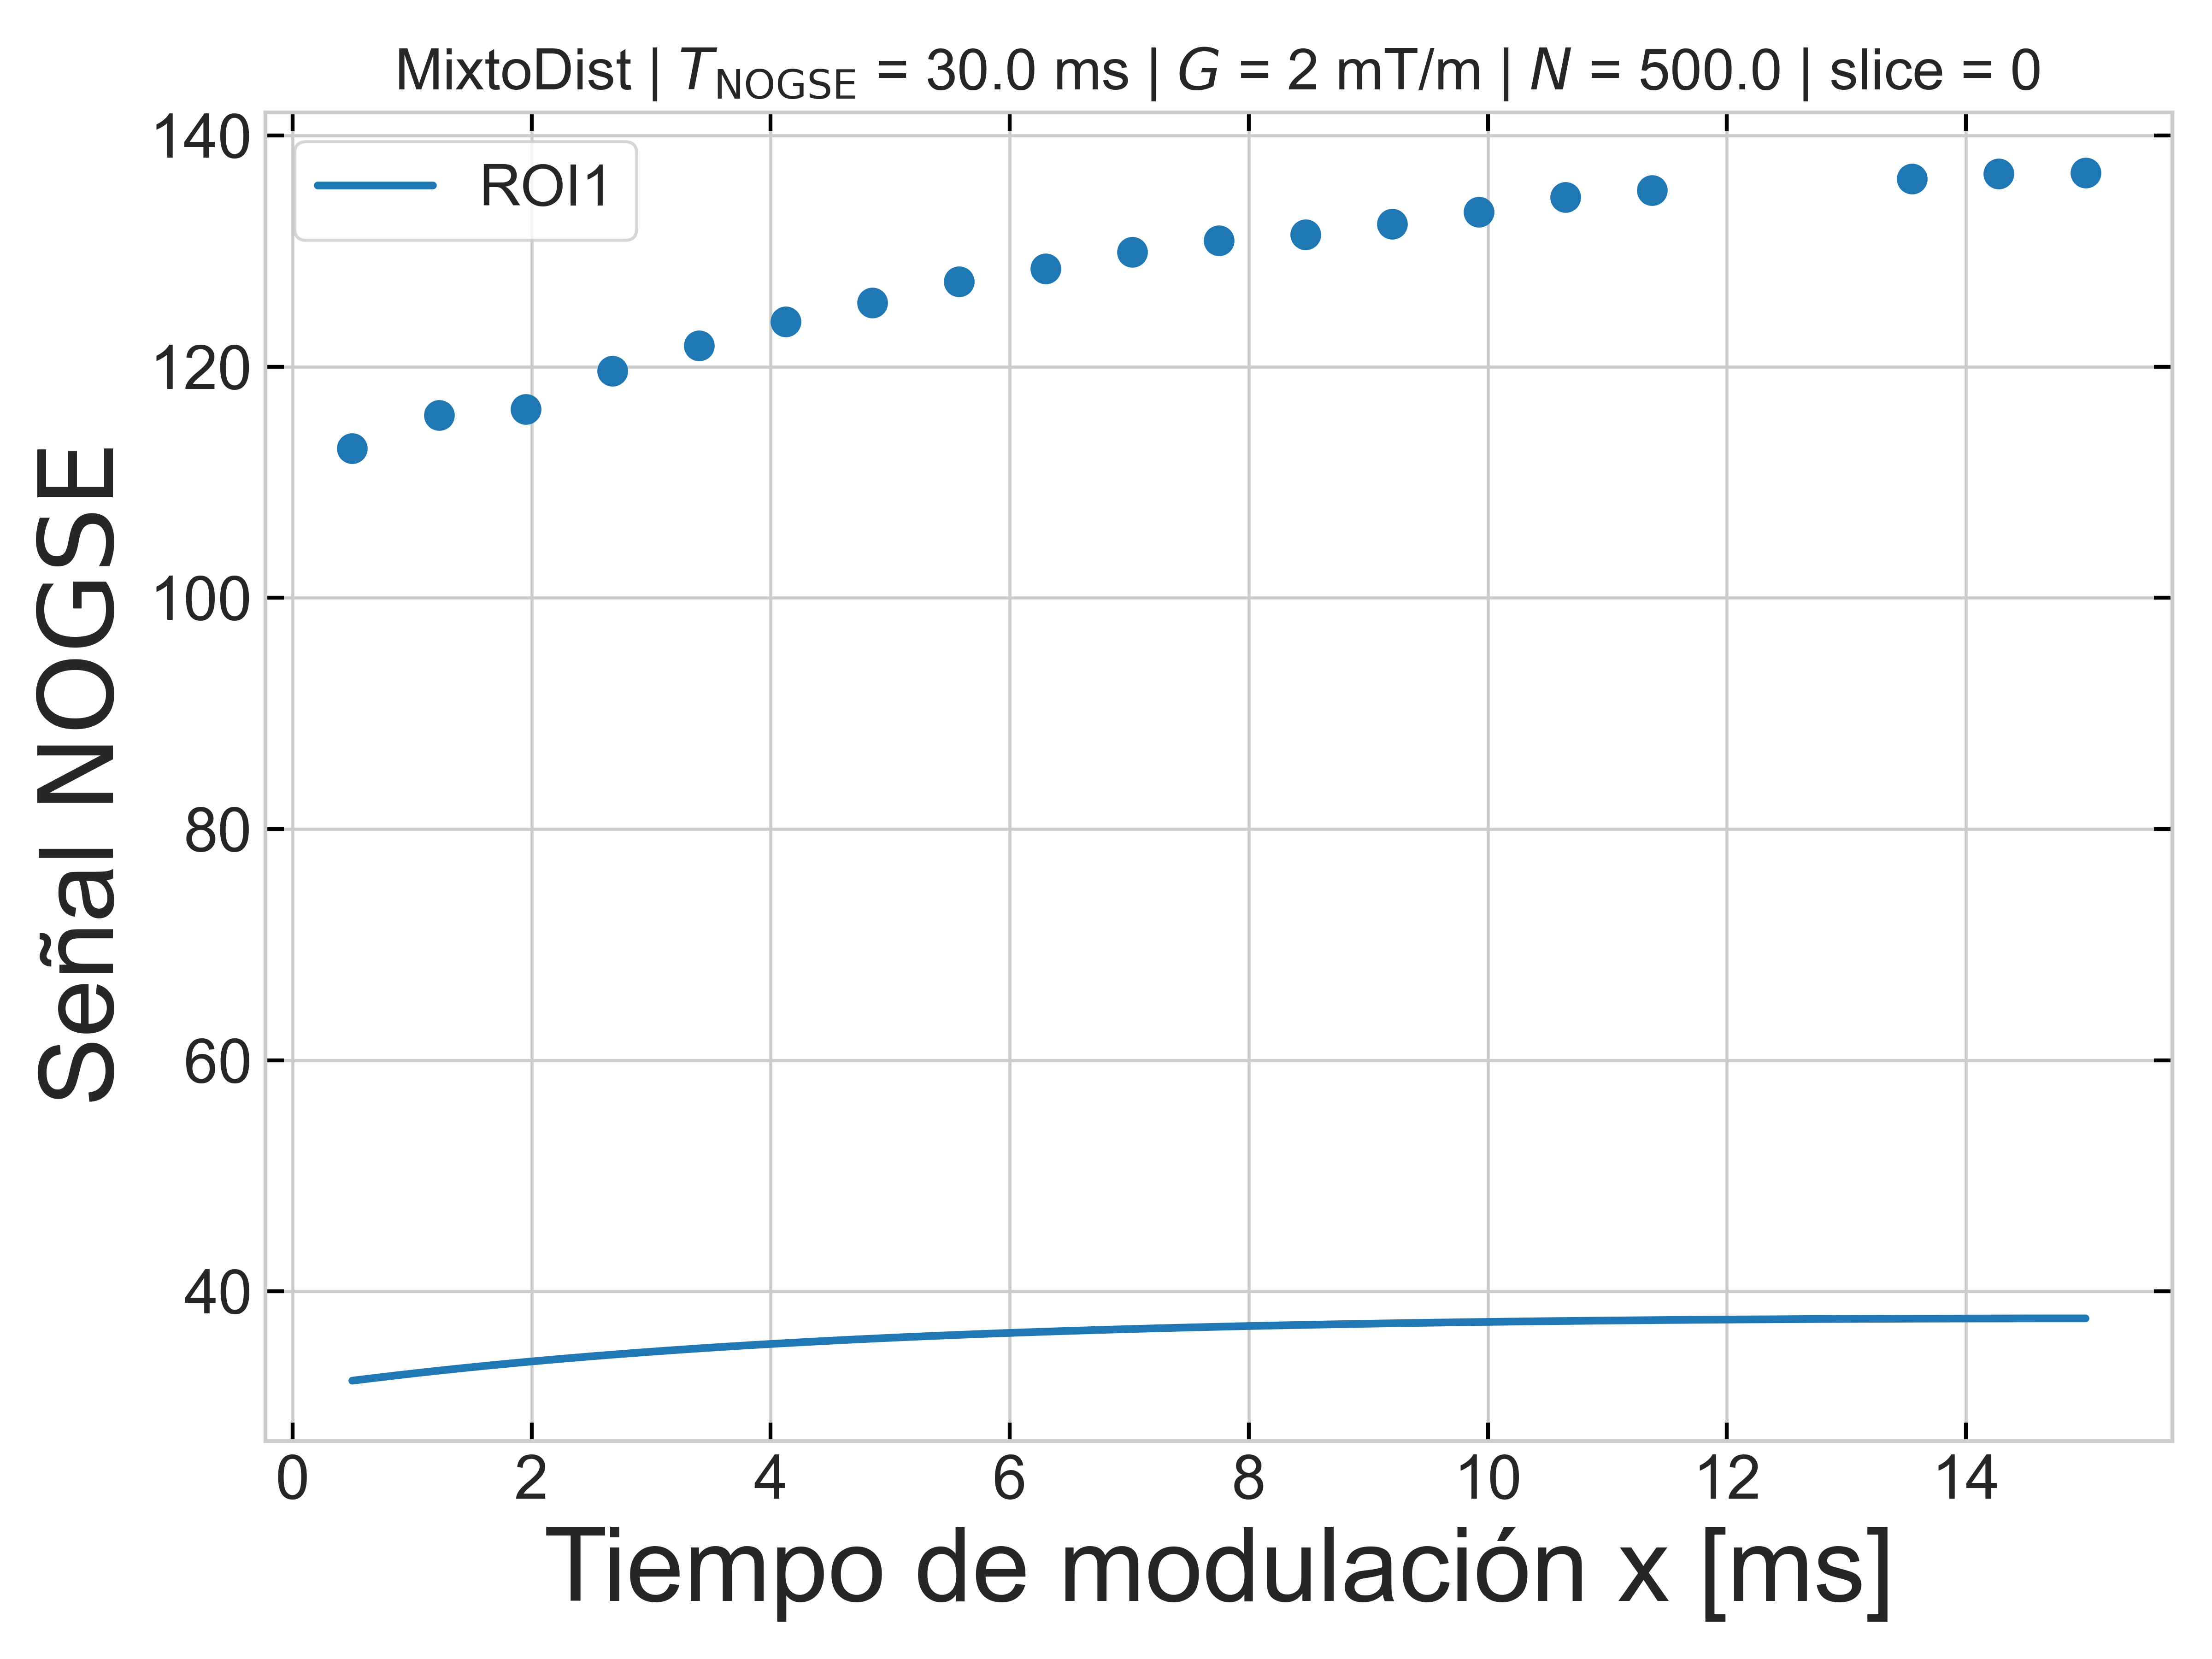 MixtoDist | T_NOGSE = 30.0 ms | G = 2 mT/m | N = 500.0 | slice = 0
140
ROI1
120
100
80
60
40
Señal NOGSE
0 2 4 6 8 10 12 14
Tiempo de modulación x [ms]